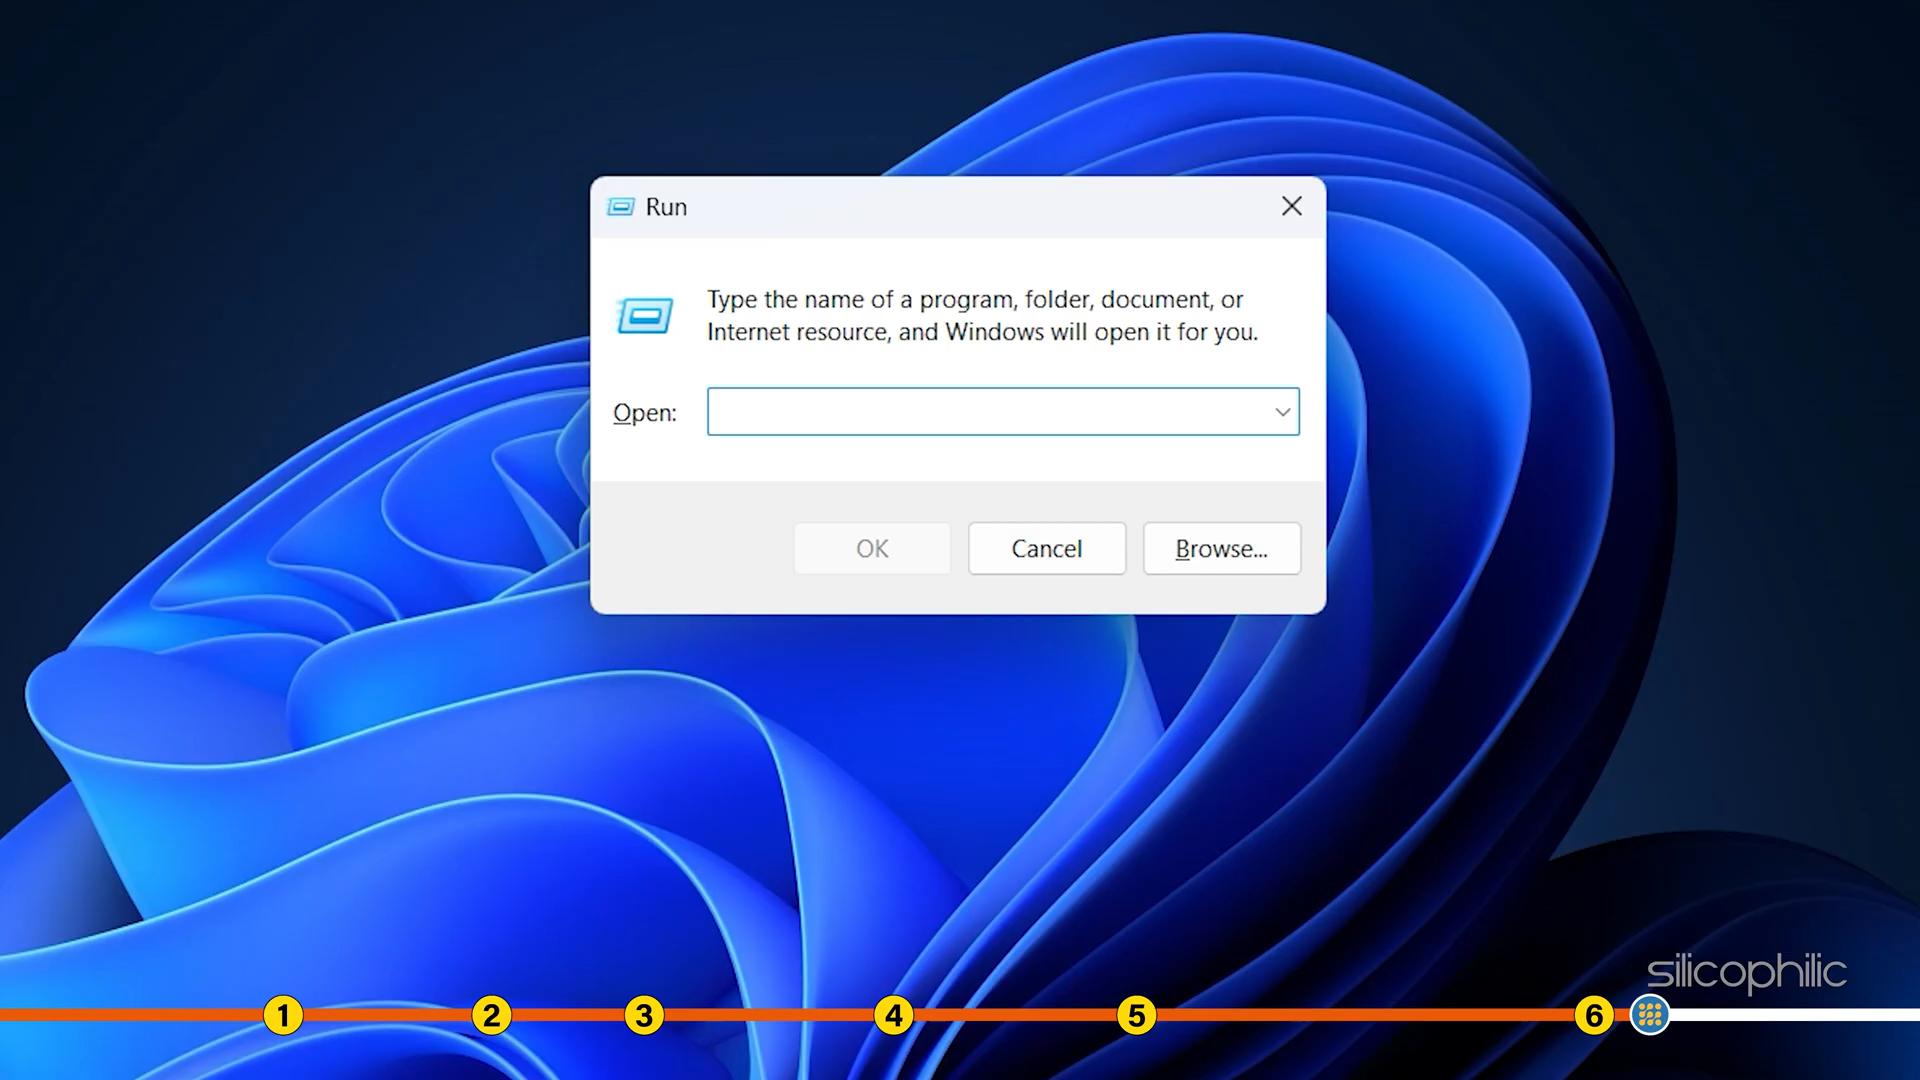 Run
Type the name of a program, folder, document, or
Internet resource, and Windows will open it for you.
Open:
OK
Cancel
Browse...
silicophilic
1
2
3
4
5
6